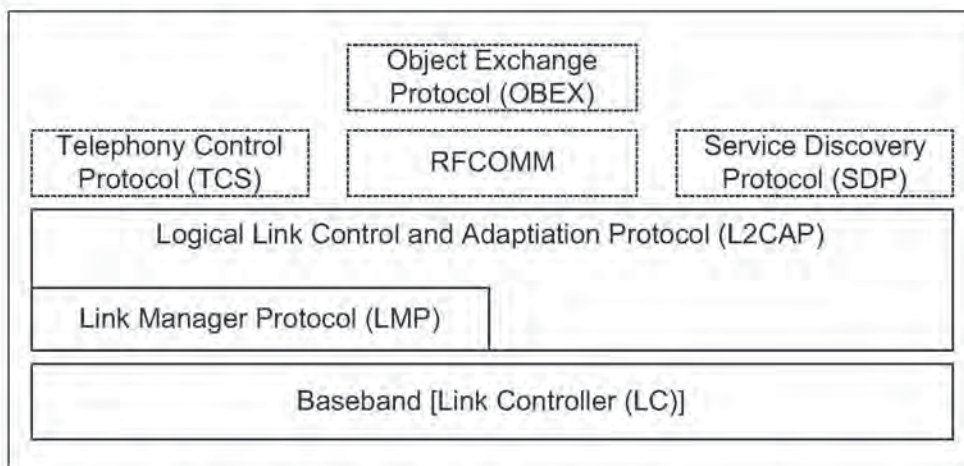 Object Exchange
Protocol (OBEX)
Telephony Control
Protocol (TCS)
RFCOMM
Service Discovery
Protocol (SDP)
Logical Link Control and Adaptiation Protocol (L2CAP)
Link Manager Protocol (LMP)
Baseband [Link Controller (LC)]